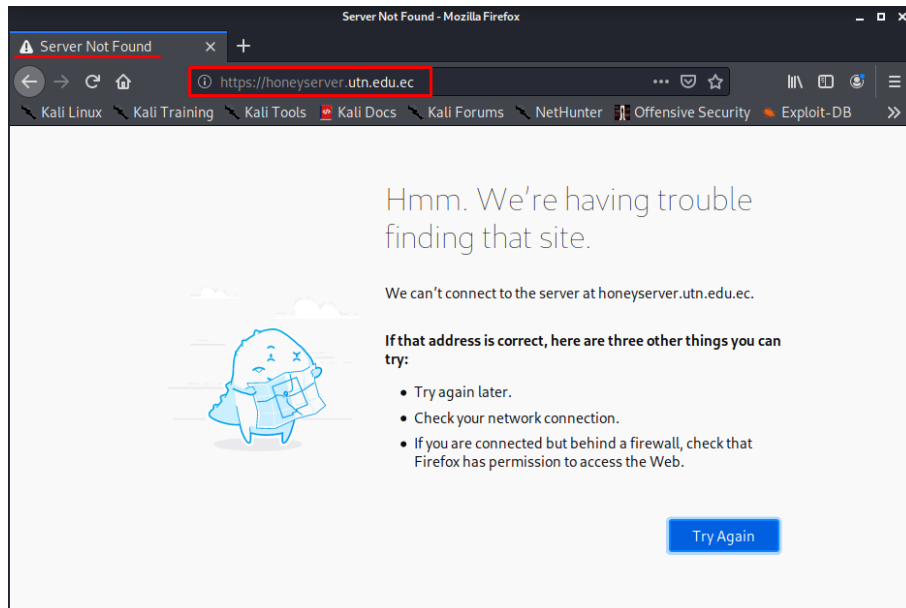 Server Not Found - Mozilla Firefox
Server Not Found
https://honeyserver.utn.edu.ec
Kali Linux Kali Training Kali Tools Kali Docs Kali Forums NetHunter Offensive Security Exploit-DB
Hmm. We're having trouble
finding that site.
We can't connect to the server at honeyserver.utn.edu.ec.
If that address is correct, here are three other things you can
try:
• Try again later.
• Check your network connection.
• If you are connected but behind a firewall, check that
Firefox has permission to access the Web.
Try Again